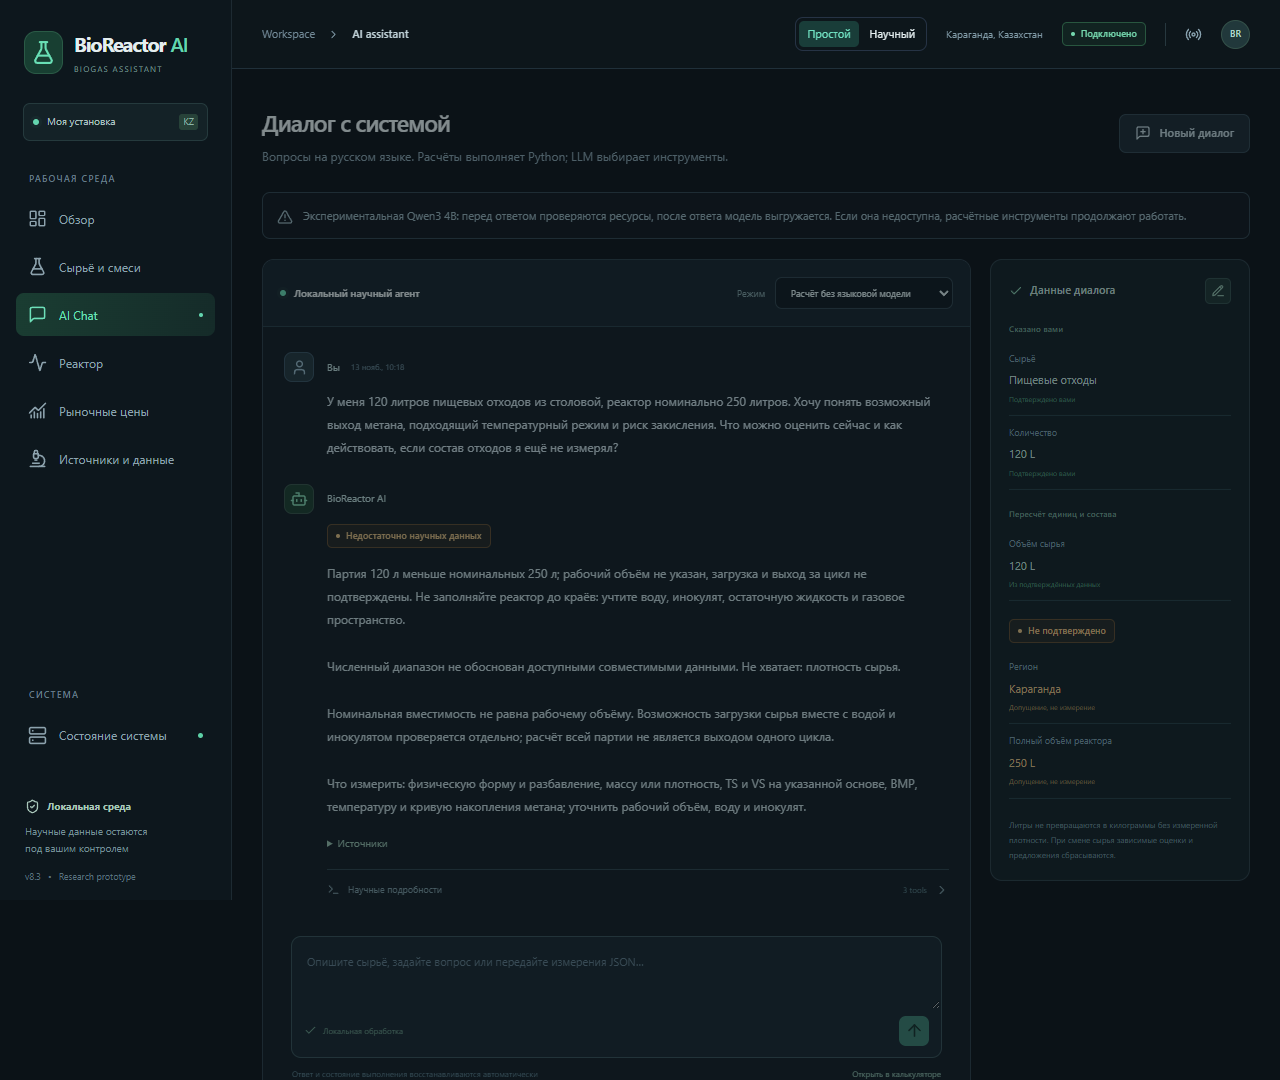 BioReactor AI
BIOGAS ASSISTANT
Моя установка
KZ
РАБОЧАЯ СРЕДА
Обзор
Сырьё и смеси
AI Chat
Реактор
Рыночные цены
Источники и данные
СИСТЕМА
Состояние системы
Локальная среда
Научные данные остаются
под вашим контролем
v8.3 • Research prototype
Workspace > AI assistant
Простой
Научный
Караганда, Казахстан
Подключено
BR
Диалог с системой
Вопросы на русском языке. Расчёты выполняет Python; LLM выбирает инструменты.
Новый диалог
Экспериментальная Qwen3 4B: перед ответом проверяются ресурсы, после ответа модель выгружается. Если она недоступна, расчётные инструменты продолжают работать.
Локальный научный агент
Режим
Расчёт без языковой модели
Вы
13 нояб., 10:18
У меня 120 литров пищевых отходов из столовой, реактор номинально 250 литров. Хочу понять возможный
выход метана, подходящий температурный режим и риск закисления. Что можно оценить сейчас и как
действовать, если состав отходов я ещё не измерял?
BioReactor AI
Недостаточно научных данных
Партия 120 л меньше номинальных 250 л; рабочий объём не указан, загрузка и выход за цикл не
подтверждены. Не заполняйте реактор до краёв: учтите воду, инокулят, остаточную жидкость и газовое
пространство.
Численный диапазон не обоснован доступными совместимыми данными. Не хватает: плотность сырья.
Номинальная вместимость не равна рабочему объёму. Возможность загрузки сырья вместе с водой и
инокулятом проверяется отдельно; расчёт всей партии не является выходом одного цикла.
Что измерить: физическую форму и разбавление, массу или плотность, TS и VS на указанной основе, BMP,
температуру и кривую накопления метана; уточнить рабочий объём, воду и инокулят.
Источники
Научные подробности
3 tools
Опишите сырьё, задайте вопрос или передайте измерения JSON...
Локальная обработка
Ответ и состояние выполнения восстанавливаются автоматически
Открыть в калькуляторе
Данные диалога
Сказано вами
Сырьё
Пищевые отходы
Подтверждено вами
Количество
120 L
Подтверждено вами
Пересчёт единиц и состава
Объём сырья
120 L
Из подтверждённых данных
Не подтверждено
Регион
Караганда
Допущение, не измерение
Полный объём реактора
250 L
Допущение, не измерение
Литры не превращаются в килограммы без измеренной
плотности. При смене сырья зависимые оценки и
предложения сбрасываются.